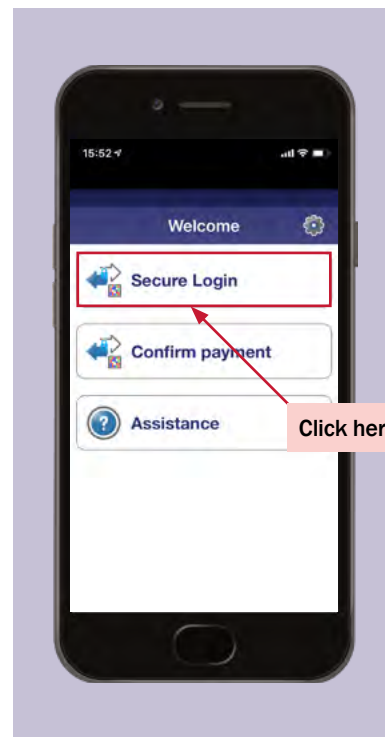 15:52
Welcome
Secure Login
Confirm payment
Assistance
Click her